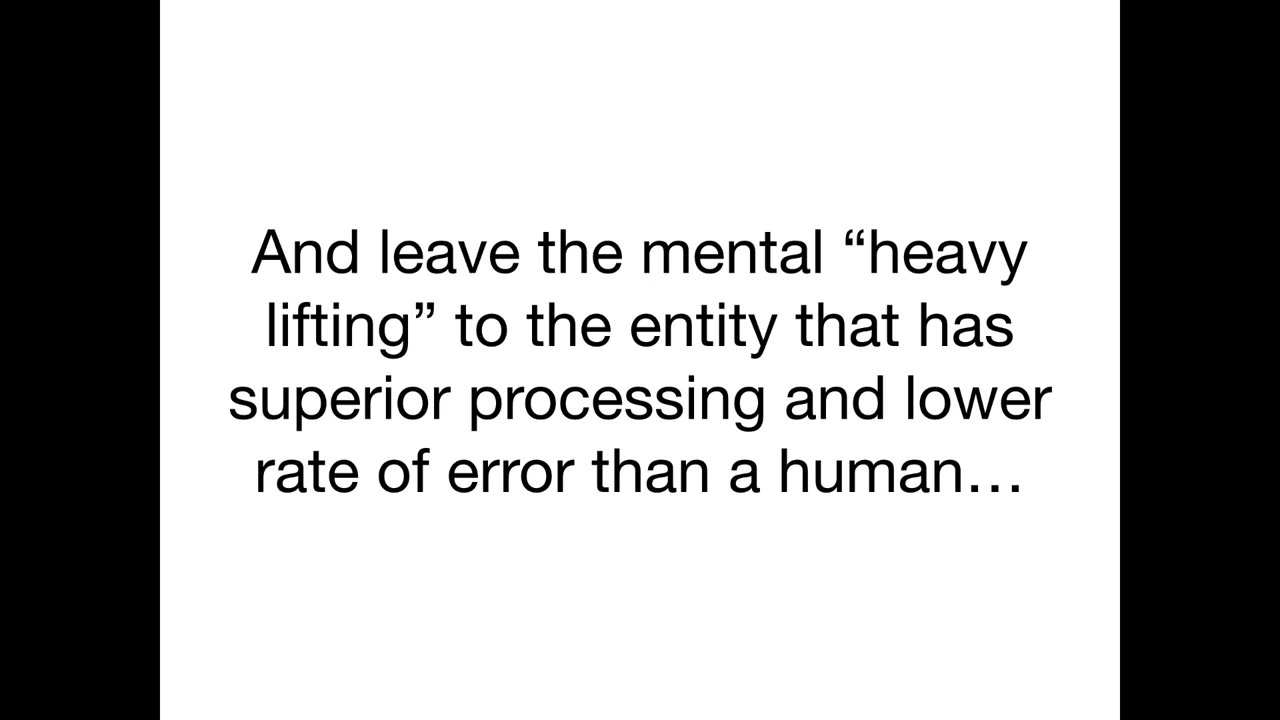 And leave the mental “heavy
lifting” to the entity that has
superior processing and lower
rate of error than a human…